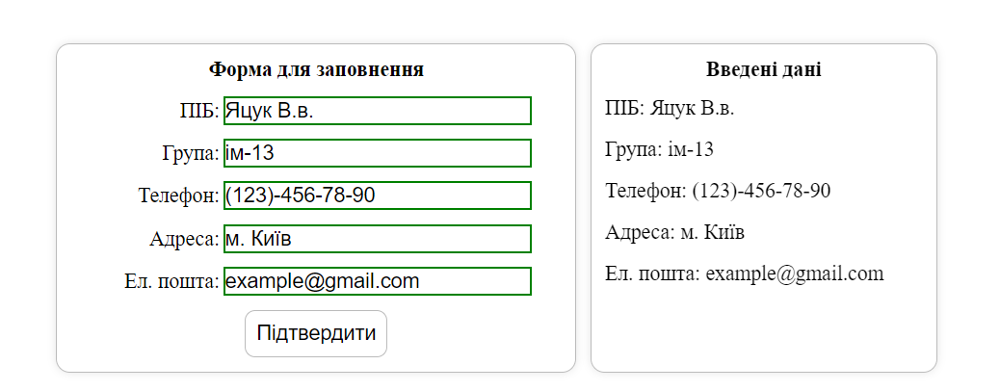 Форма для заповнення
ПІБ: Яцук В.в.
Група: ім-13
Телефон: (123)-456-78-90
Адреса: м. Київ
Ел. пошта: example@gmail.com
Підтвердити
Введені дані
ПІБ: Яцук В.в.
Група: ім-13
Телефон: (123)-456-78-90
Адреса: м. Київ
Ел. пошта: example@gmail.com